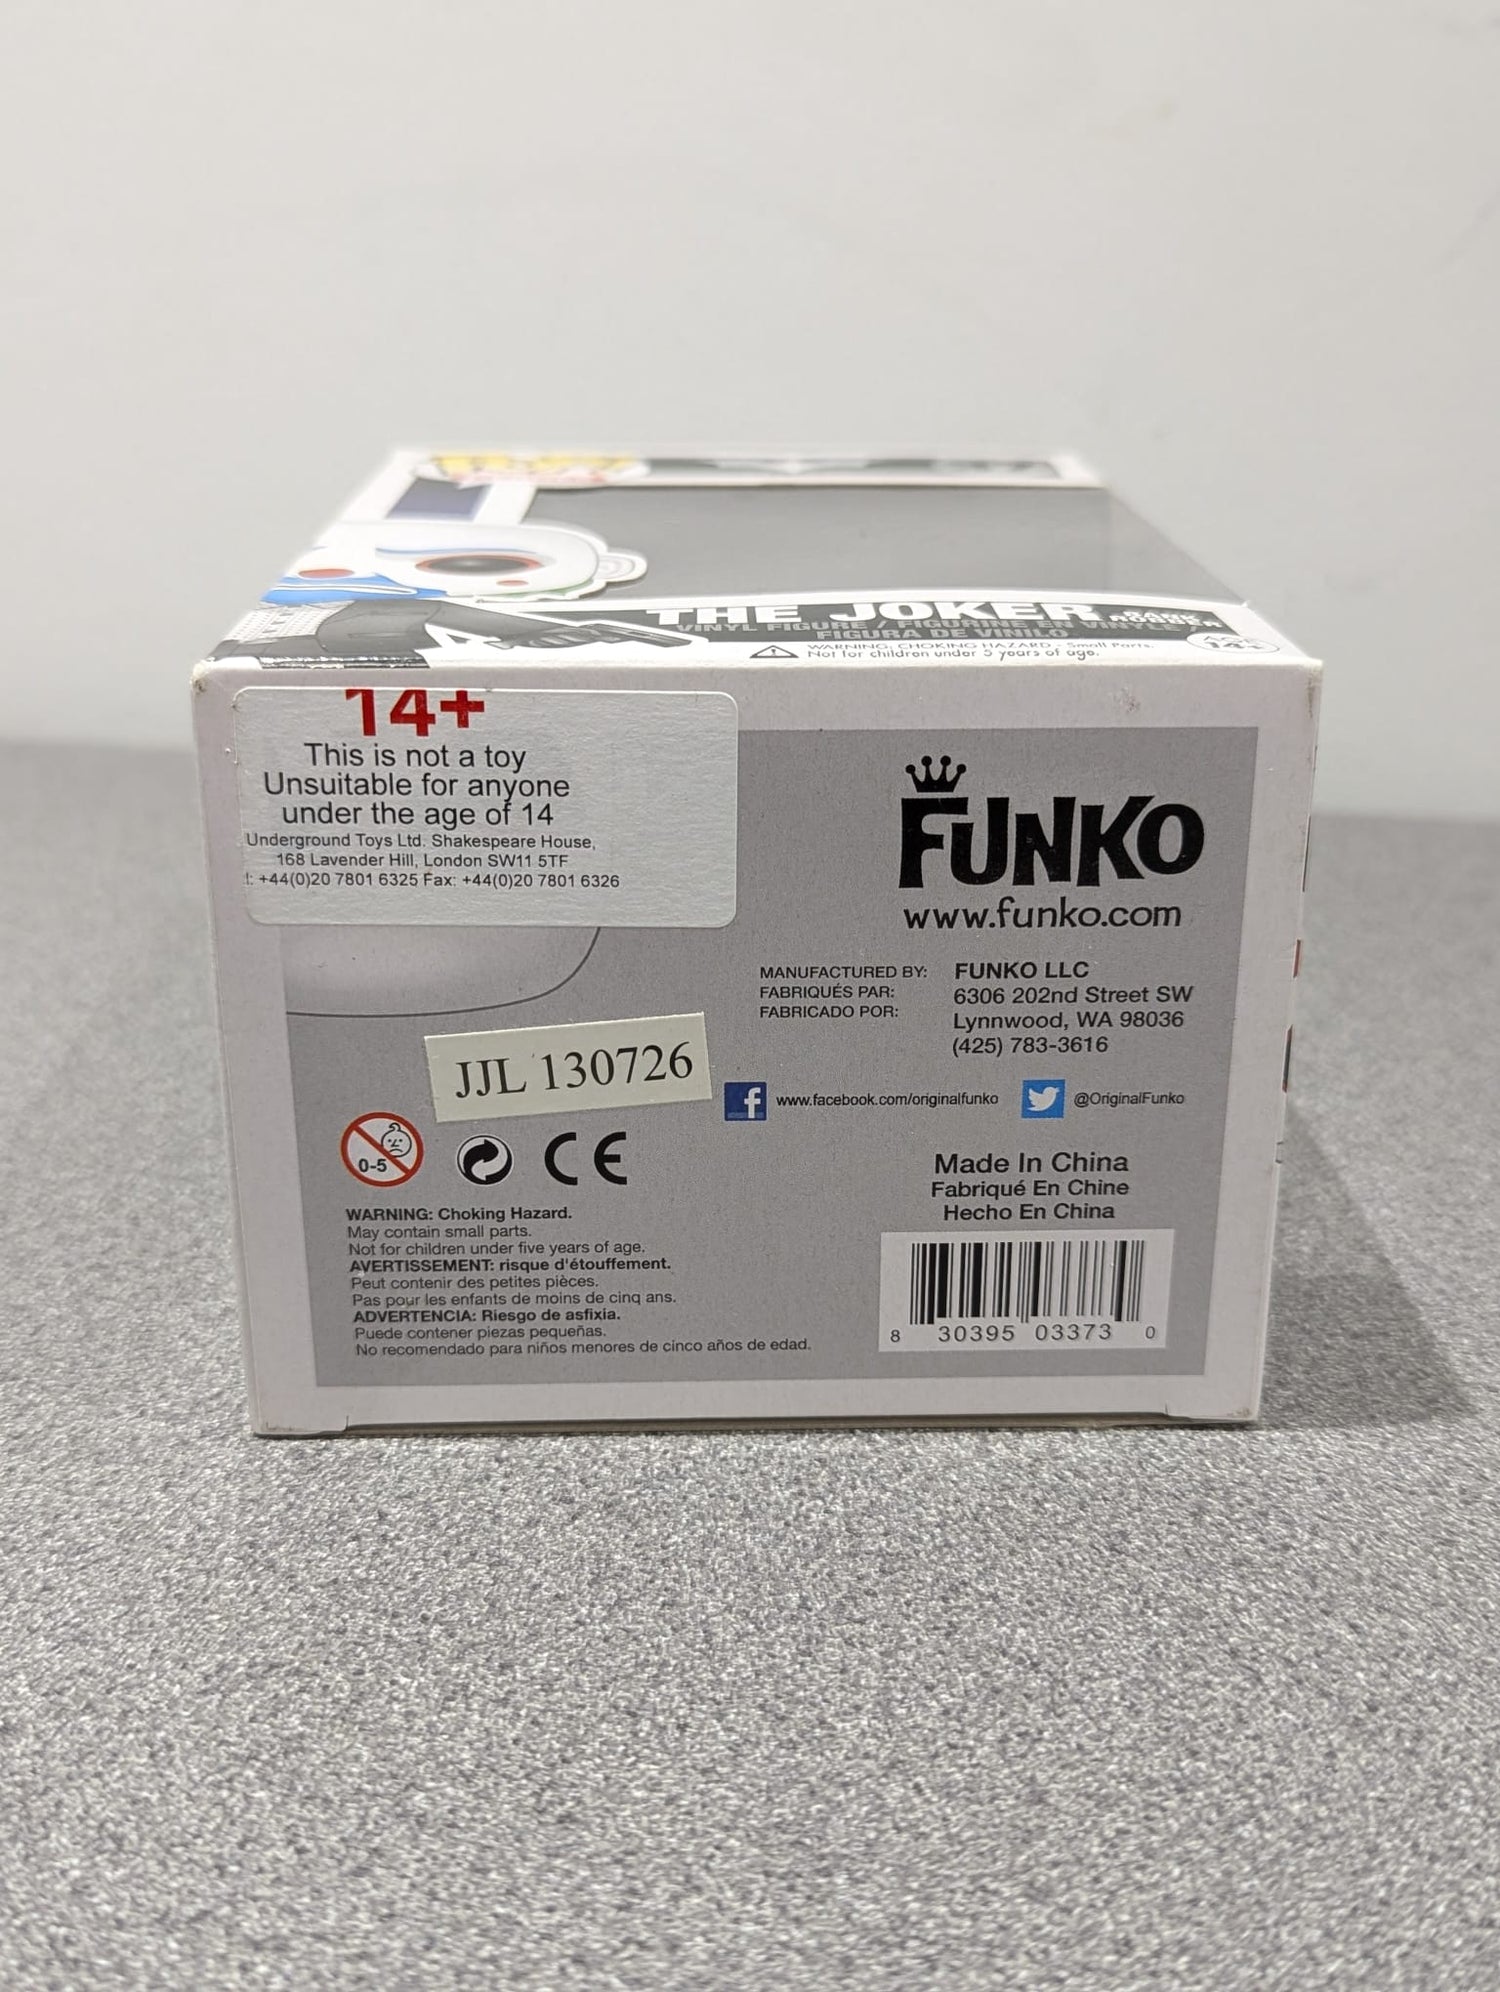 THE JOKER BANK ROBBER
VINYL FIGURE / FIGURINE EN VINYLE
FIGURA DE VINILO
WARNING: CHOKING HAZARD - Small Parts.
Not for children under 3 years of age.
AGE
14+
14+
This is not a toy
Unsuitable for anyone
under the age of 14
Underground Toys Ltd. Shakespeare House,
168 Lavender Hill, London SW11 5TF
l: +44(0)20 7801 6325 Fax: +44(0)20 7801 6326
FUNKO
www.funko.com
MANUFACTURED BY: FUNKO LLC
FABRIQUÉS PAR: 6306 202nd Street SW
FABRICADO POR: Lynnwood, WA 98036
(425) 783-3616
JJL 130726
f www.facebook.com/originalfunko @OriginalFunko
0-5
CE
WARNING: Choking Hazard.
May contain small parts.
Not for children under five years of age.
AVERTISSEMENT: risque d'étouffement.
Peut contenir des petites pièces.
Pas pour les enfants de moins de cinq ans.
ADVERTENCIA: Riesgo de asfixia.
Puede contener piezas pequeñas.
No recomendado para niños menores de cinco años de edad.
Made In China
Fabriqué En Chine
Hecho En China
8 30395 03373 0